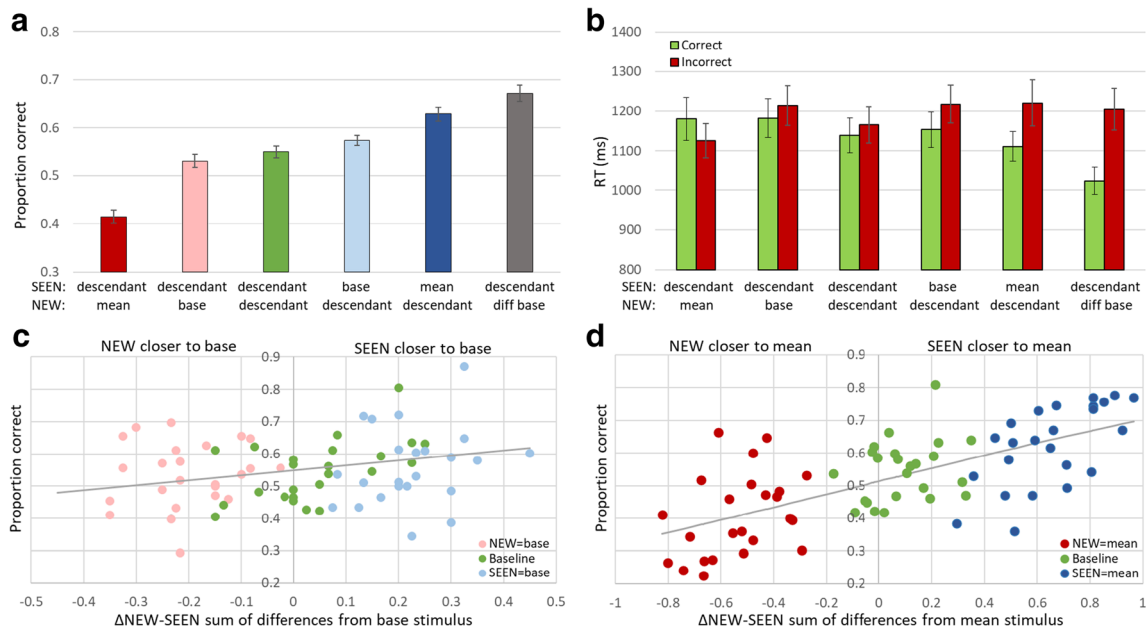 a
0.8
0.7
0.6
0.5
0.4
0.3
Proportion correct
SEEN: descendant descendant descendant base mean descendant
NEW: mean base descendant descendant descendant diff base
b
1400
1300
1200
1100
1000
900
800
RT (ms)
Correct
Incorrect
SEEN: descendant descendant descendant base mean descendant
NEW: mean base descendant descendant descendant diff base
c
NEW closer to base SEEN closer to base
0.9
0.8
0.7
0.6
0.5
0.4
0.3
0.2
Proportion correct
NEW=base
Baseline
SEEN=base
-0.5 -0.4 -0.3 -0.2 -0.1 0 0.1 0.2 0.3 0.4 0.5
ΔNEW-SEEN sum of differences from base stimulus
d
NEW closer to mean SEEN closer to mean
0.9
0.8
0.7
0.6
0.5
0.4
0.3
0.2
Proportion correct
NEW=mean
Baseline
SEEN=mean
-1 -0.8 -0.6 -0.4 -0.2 0 0.2 0.4 0.6 0.8 1
ΔNEW-SEEN sum of differences from mean stimulus